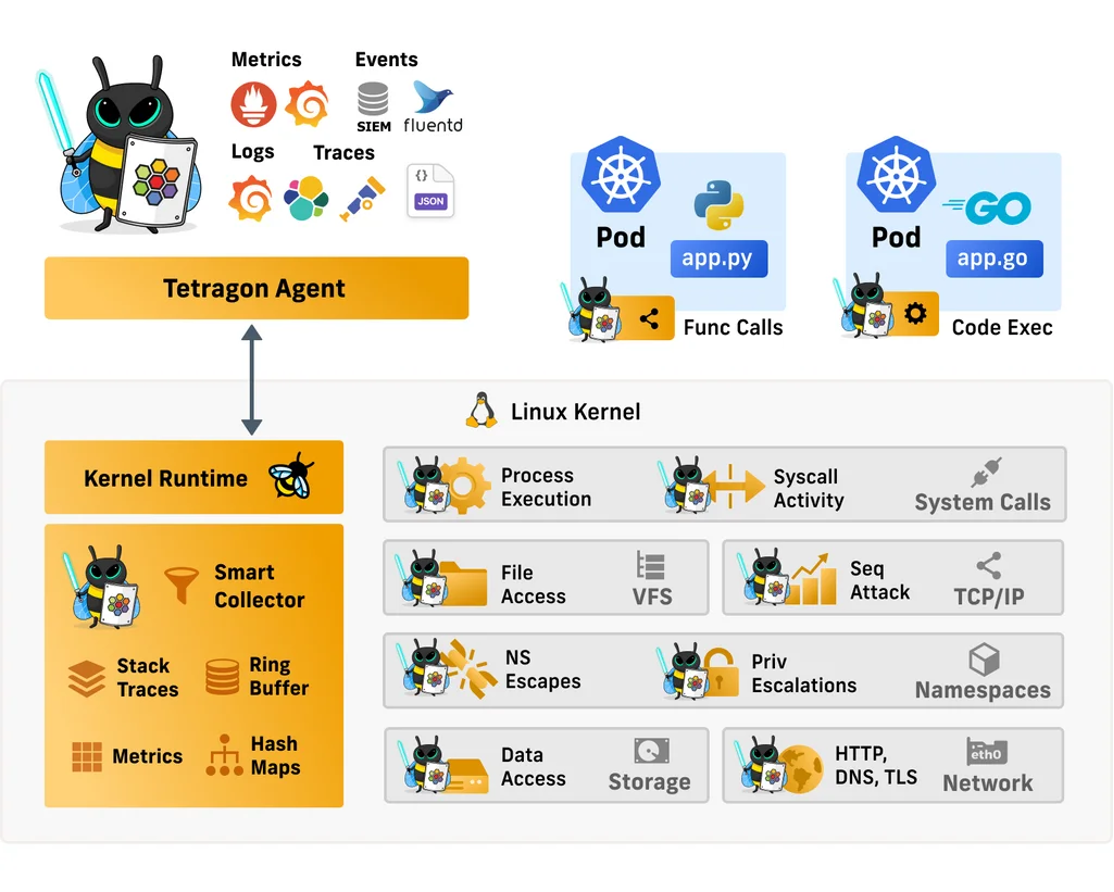 Metrics
Events
SIEM
fluentd
Logs
Traces
{}
JSON
Tetragon Agent
Pod
app.py
Func Calls
Pod
GO
app.go
Code Exec
Linux Kernel
Kernel Runtime
Smart
Collector
Stack
Traces
Ring
Buffer
Metrics
Hash
Maps
Process
Execution
Syscall
Activity
System Calls
File
Access
VFS
Seq
Attack
TCP/IP
NS
Escapes
Priv
Escalations
Namespaces
Data
Access
Storage
HTTP,
DNS, TLS
eth0
Network